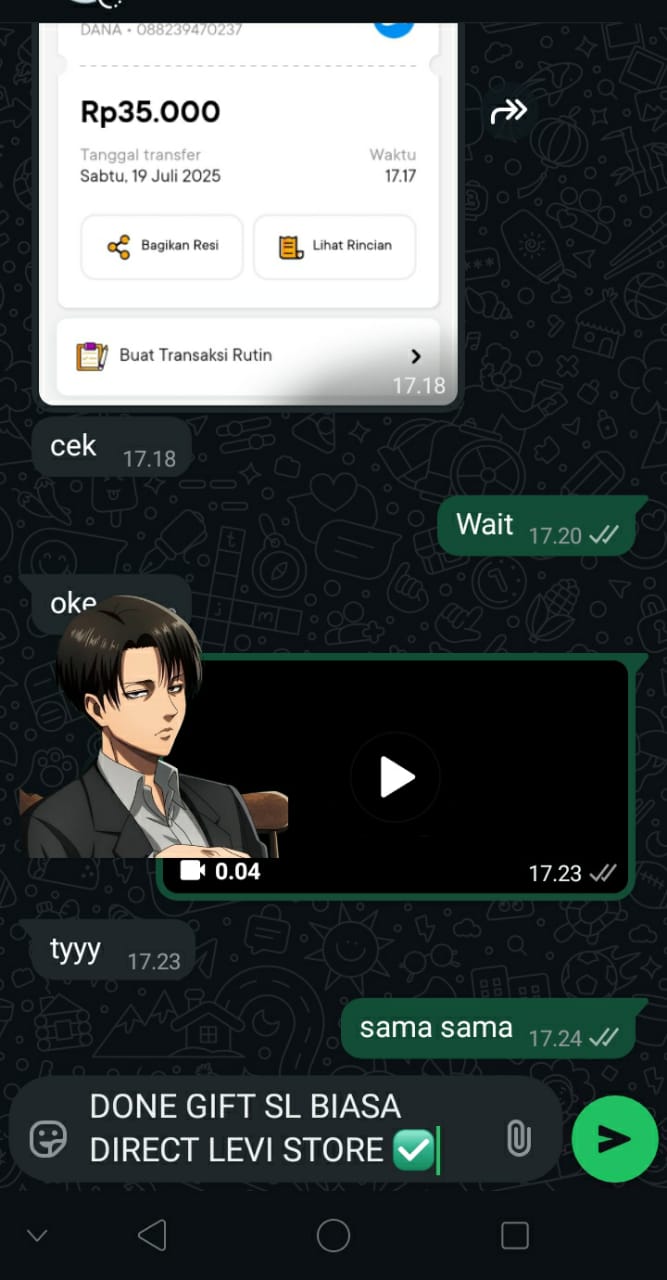 DANA • 088239470237
Rp35.000
Tanggal transfer
Waktu
Sabtu, 19 Juli 2025
17.17
Bagikan Resi
Lihat Rincian
Buat Transaksi Rutin
17.18
cek 17.18
Wait 17.20
oke
0.04
17.23
tyyy 17.23
sama sama 17.24
DONE GIFT SL BIASA
DIRECT LEVI STORE ✅